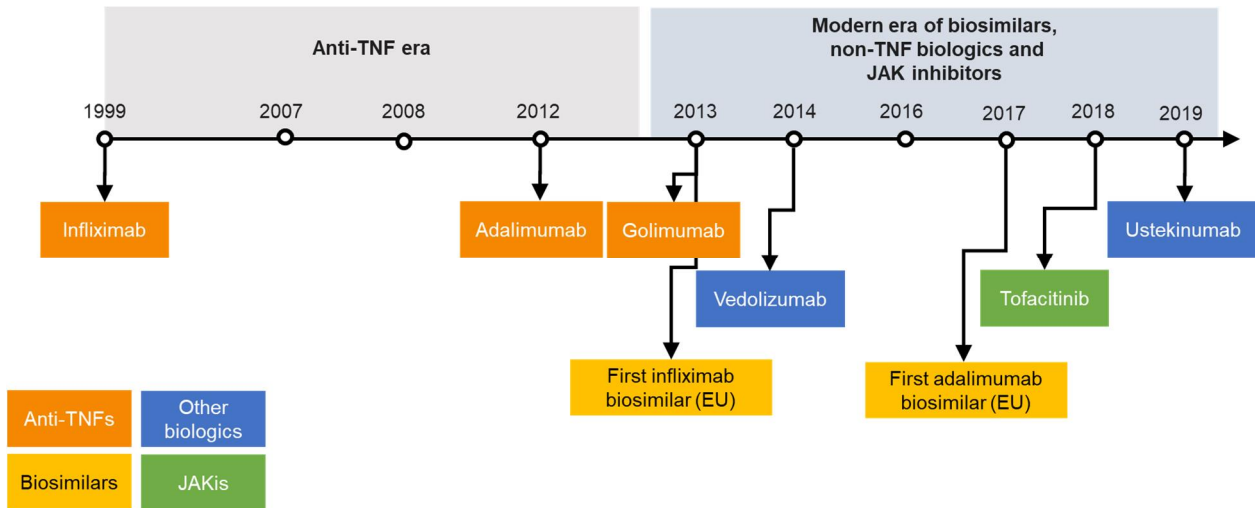 Anti-TNF era
Modern era of biosimilars,
non-TNF biologics and
JAK inhibitors
1999
2007
2008
2012
2013
2014
2016
2017
2018
2019
Infliximab
Adalimumab
Golimumab
Ustekinumab
Vedolizumab
Tofacitinib
First infliximab
biosimilar (EU)
First adalimumab
biosimilar (EU)
Anti-TNFs
Other
biologics
Biosimilars
JAKis